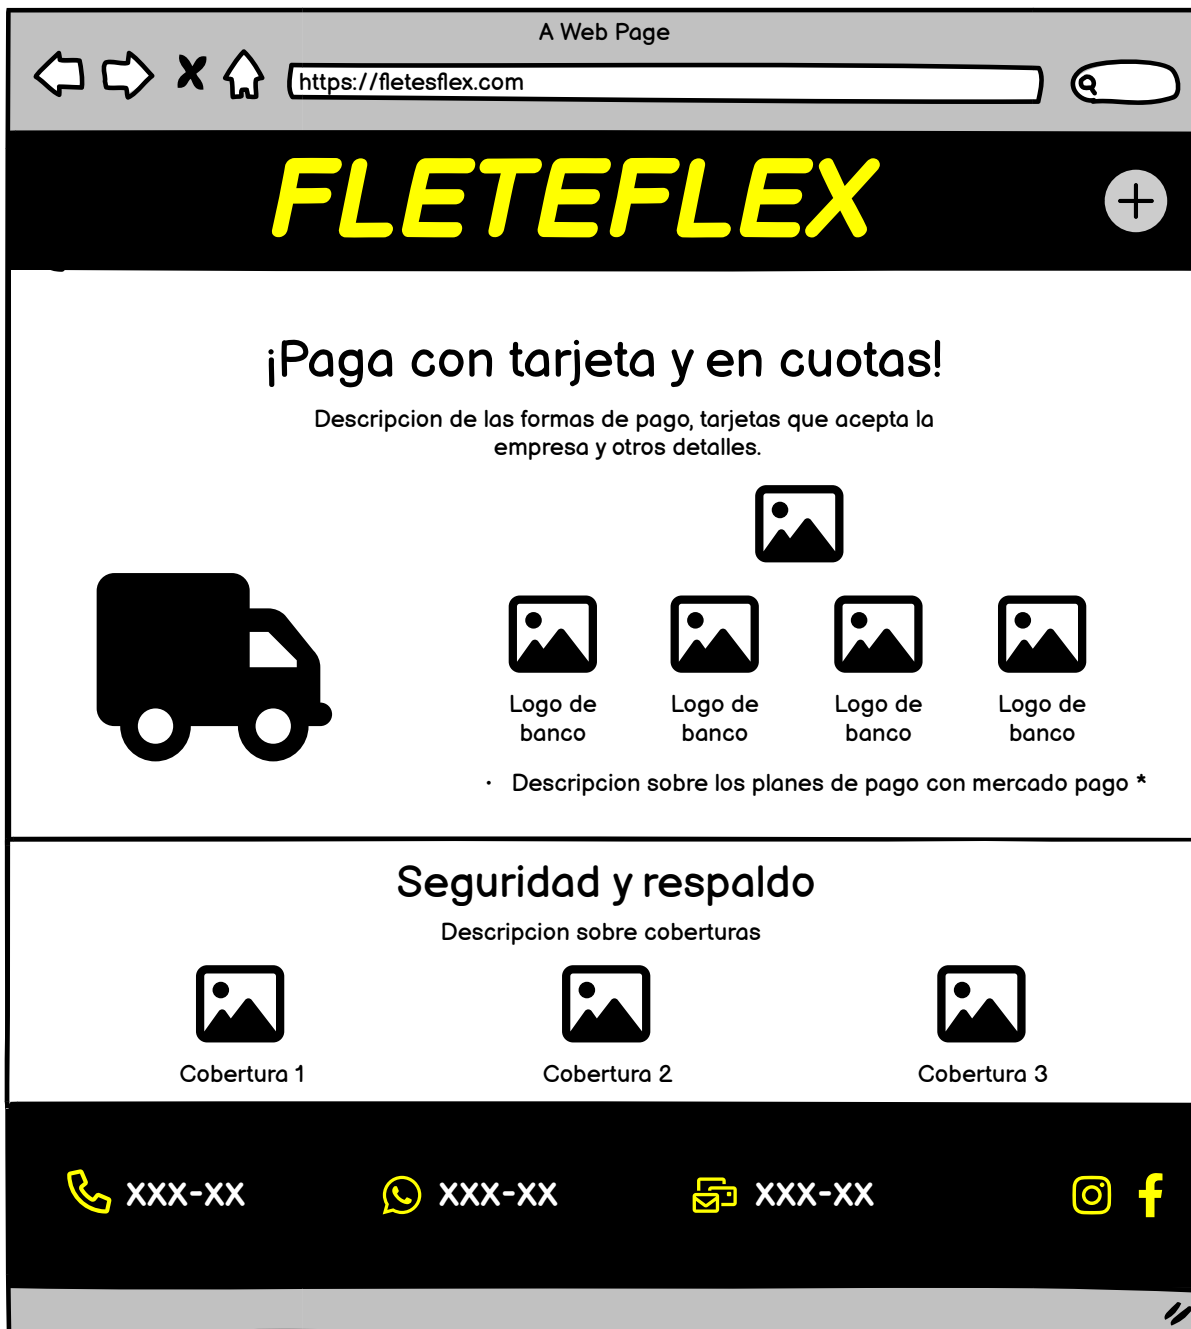 A Web Page
https://fletesflex.com
FLETEFLEX
¡Paga con tarjeta y en cuotas!
Descripcion de las formas de pago, tarjetas que acepta la
empresa y otros detalles.
Logo de
banco
Logo de
banco
Logo de
banco
Logo de
banco
· Descripcion sobre los planes de pago con mercado pago *
Seguridad y respaldo
Descripcion sobre coberturas
Cobertura 1
Cobertura 2
Cobertura 3
XXX-XX
XXX-XX
XXX-XX